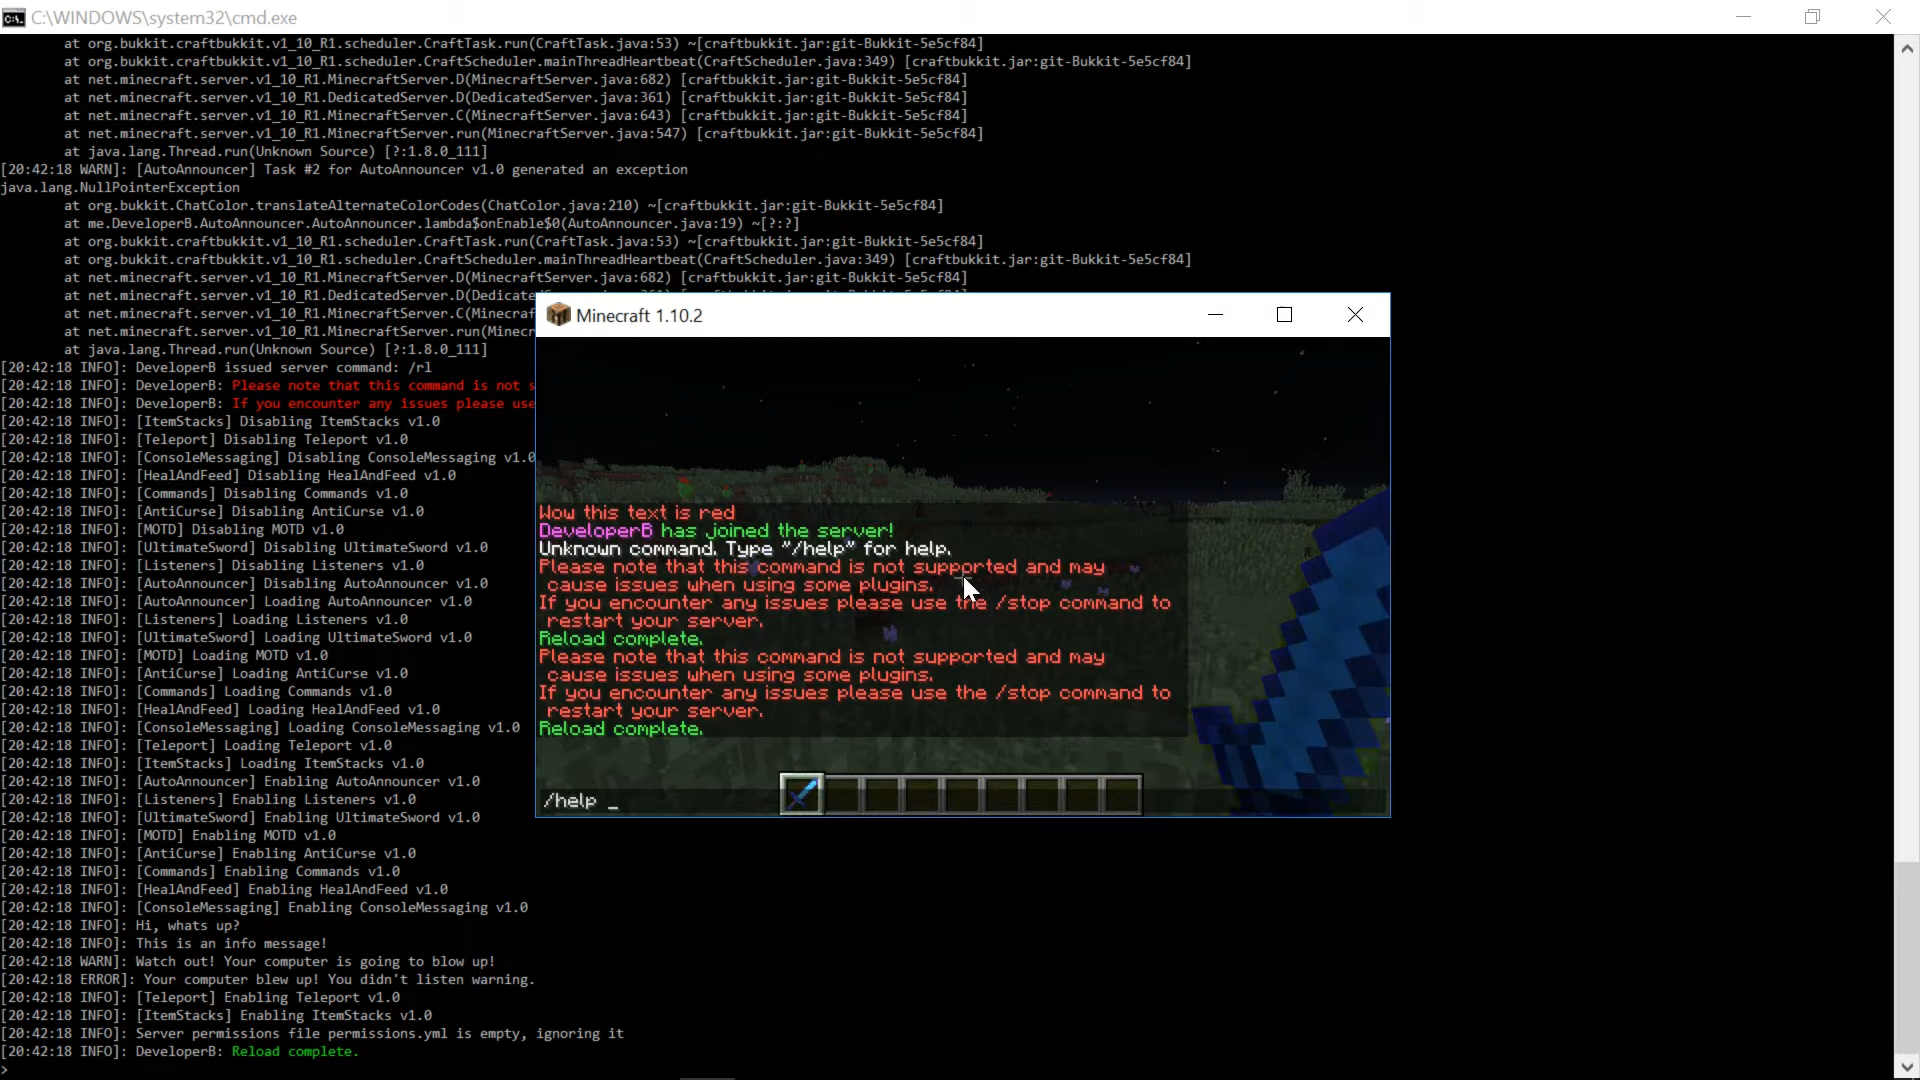 C:\WINDOWS\system32\cmd.exe
at org.bukkit.craftbukkit.v1_10_R1.scheduler.CraftTask.run(CraftTask.java:53) ~[craftbukkit.jar:git-Bukkit-5e5cf84]
at org.bukkit.craftbukkit.v1_10_R1.scheduler.CraftScheduler.mainThreadHeartbeat(CraftScheduler.java:349) [craftbukkit.jar:git-Bukkit-5e5cf84]
at net.minecraft.server.v1_10_R1.MinecraftServer.D(MinecraftServer.java:682) [craftbukkit.jar:git-Bukkit-5e5cf84]
at net.minecraft.server.v1_10_R1.DedicatedServer.D(DedicatedServer.java:361) [craftbukkit.jar:git-Bukkit-5e5cf84]
at net.minecraft.server.v1_10_R1.MinecraftServer.C(MinecraftServer.java:643) [craftbukkit.jar:git-Bukkit-5e5cf84]
at net.minecraft.server.v1_10_R1.MinecraftServer.run(MinecraftServer.java:547) [craftbukkit.jar:git-Bukkit-5e5cf84]
at java.lang.Thread.run(Unknown Source) [?:1.8.0_111]
[20:42:18 WARN]: [AutoAnnouncer] Task #2 for AutoAnnouncer v1.0 generated an exception
java.lang.NullPointerException
at org.bukkit.ChatColor.translateAlternateColorCodes(ChatColor.java:210) ~[craftbukkit.jar:git-Bukkit-5e5cf84]
at me.DeveloperB.AutoAnnouncer.AutoAnnouncer.lambda$onEnable$0(AutoAnnouncer.java:19) ~[?:?]
at org.bukkit.craftbukkit.v1_10_R1.scheduler.CraftTask.run(CraftTask.java:53) ~[craftbukkit.jar:git-Bukkit-5e5cf84]
at org.bukkit.craftbukkit.v1_10_R1.scheduler.CraftScheduler.mainThreadHeartbeat(CraftScheduler.java:349) [craftbukkit.jar:git-Bukkit-5e5cf84]
at net.minecraft.server.v1_10_R1.MinecraftServer.D(MinecraftServer.java:682) [craftbukkit.jar:git-Bukkit-5e5cf84]
at net.minecraft.server.v1_10_R1.DedicatedServer.D(Dedicate
at net.minecraft.server.v1_10_R1.MinecraftServer.C(Minecraf
at net.minecraft.server.v1_10_R1.MinecraftServer.run(Minecr
at java.lang.Thread.run(Unknown Source) [?:1.8.0_111]
[20:42:18 INFO]: DeveloperB issued server command: /rl
[20:42:18 INFO]: DeveloperB: Please note that this command is not s
[20:42:18 INFO]: DeveloperB: If you encounter any issues please use
[20:42:18 INFO]: [ItemStacks] Disabling ItemStacks v1.0
[20:42:18 INFO]: [Teleport] Disabling Teleport v1.0
[20:42:18 INFO]: [ConsoleMessaging] Disabling ConsoleMessaging v1.0
[20:42:18 INFO]: [HealAndFeed] Disabling HealAndFeed v1.0
[20:42:18 INFO]: [Commands] Disabling Commands v1.0
[20:42:18 INFO]: [AntiCurse] Disabling AntiCurse v1.0
[20:42:18 INFO]: [MOTD] Disabling MOTD v1.0
[20:42:18 INFO]: [UltimateSword] Disabling UltimateSword v1.0
[20:42:18 INFO]: [Listeners] Disabling Listeners v1.0
[20:42:18 INFO]: [AutoAnnouncer] Disabling AutoAnnouncer v1.0
[20:42:18 INFO]: [AutoAnnouncer] Loading AutoAnnouncer v1.0
[20:42:18 INFO]: [Listeners] Loading Listeners v1.0
[20:42:18 INFO]: [UltimateSword] Loading UltimateSword v1.0
[20:42:18 INFO]: [MOTD] Loading MOTD v1.0
[20:42:18 INFO]: [AntiCurse] Loading AntiCurse v1.0
[20:42:18 INFO]: [Commands] Loading Commands v1.0
[20:42:18 INFO]: [HealAndFeed] Loading HealAndFeed v1.0
[20:42:18 INFO]: [ConsoleMessaging] Loading ConsoleMessaging v1.0
[20:42:18 INFO]: [Teleport] Loading Teleport v1.0
[20:42:18 INFO]: [ItemStacks] Loading ItemStacks v1.0
[20:42:18 INFO]: [AutoAnnouncer] Enabling AutoAnnouncer v1.0
[20:42:18 INFO]: [Listeners] Enabling Listeners v1.0
[20:42:18 INFO]: [UltimateSword] Enabling UltimateSword v1.0
[20:42:18 INFO]: [MOTD] Enabling MOTD v1.0
[20:42:18 INFO]: [AntiCurse] Enabling AntiCurse v1.0
[20:42:18 INFO]: [Commands] Enabling Commands v1.0
[20:42:18 INFO]: [HealAndFeed] Enabling HealAndFeed v1.0
[20:42:18 INFO]: [ConsoleMessaging] Enabling ConsoleMessaging v1.0
[20:42:18 INFO]: Hi, whats up?
[20:42:18 INFO]: This is an info message!
[20:42:18 WARN]: Watch out! Your computer is going to blow up!
[20:42:18 ERROR]: Your computer blew up! You didn't listen warning.
[20:42:18 INFO]: [Teleport] Enabling Teleport v1.0
[20:42:18 INFO]: [ItemStacks] Enabling ItemStacks v1.0
[20:42:18 INFO]: Server permissions file permissions.yml is empty, ignoring it
[20:42:18 INFO]: DeveloperB: Reload complete.
>
Minecraft 1.10.2
Wow this text is red
DeveloperB has joined the server!
Unknown command. Type "/help" for help.
Please note that this command is not supported and may
cause issues when using some plugins.
If you encounter any issues please use the /stop command to
restart your server.
Reload complete.
Please note that this command is not supported and may
cause issues when using some plugins.
If you encounter any issues please use the /stop command to
restart your server.
Reload complete.
/help _